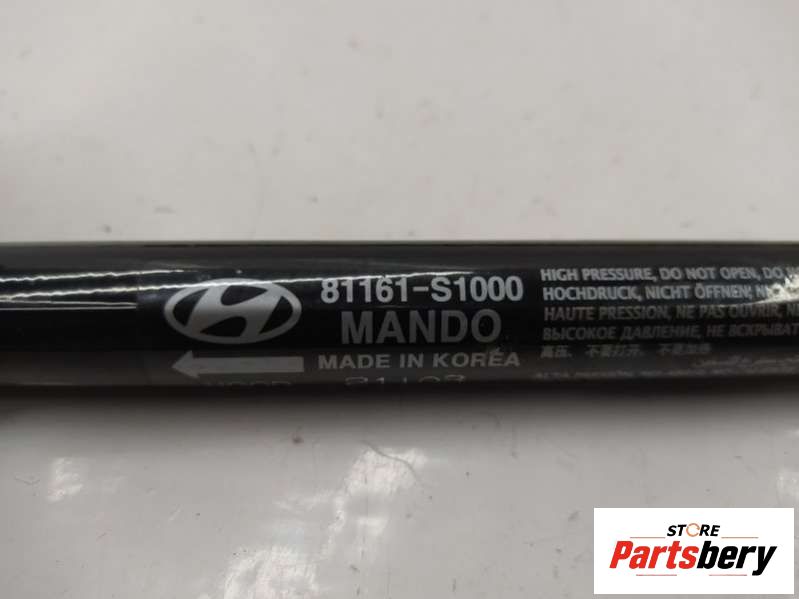 81161-S1000
MANDO
MADE IN KOREA
HIGH PRESSURE, DO NOT OPEN, DO
HOCHDRUCK, NICHT ÖFFNEN;
HAUTE PRESSION, NE PAS OUVRIR,
ВЫСОКОЕ ДАВЛЕНИЕ, НЕ ВСКРЫВАТ
高压、不要打开、不要加热
STORE
Partsbery